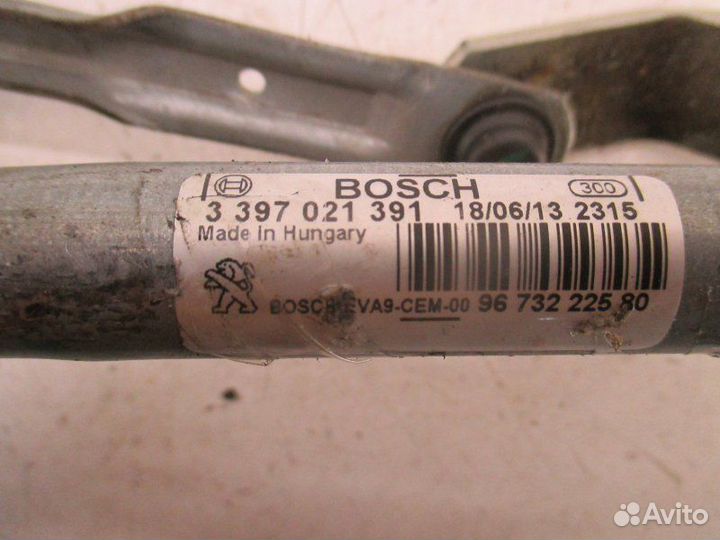 BOSCH 300
3 397 021 391 18/06/13 2315
Made in Hungary
BOSCH-EVA9-CEM-00 96 732 225 80
Avito